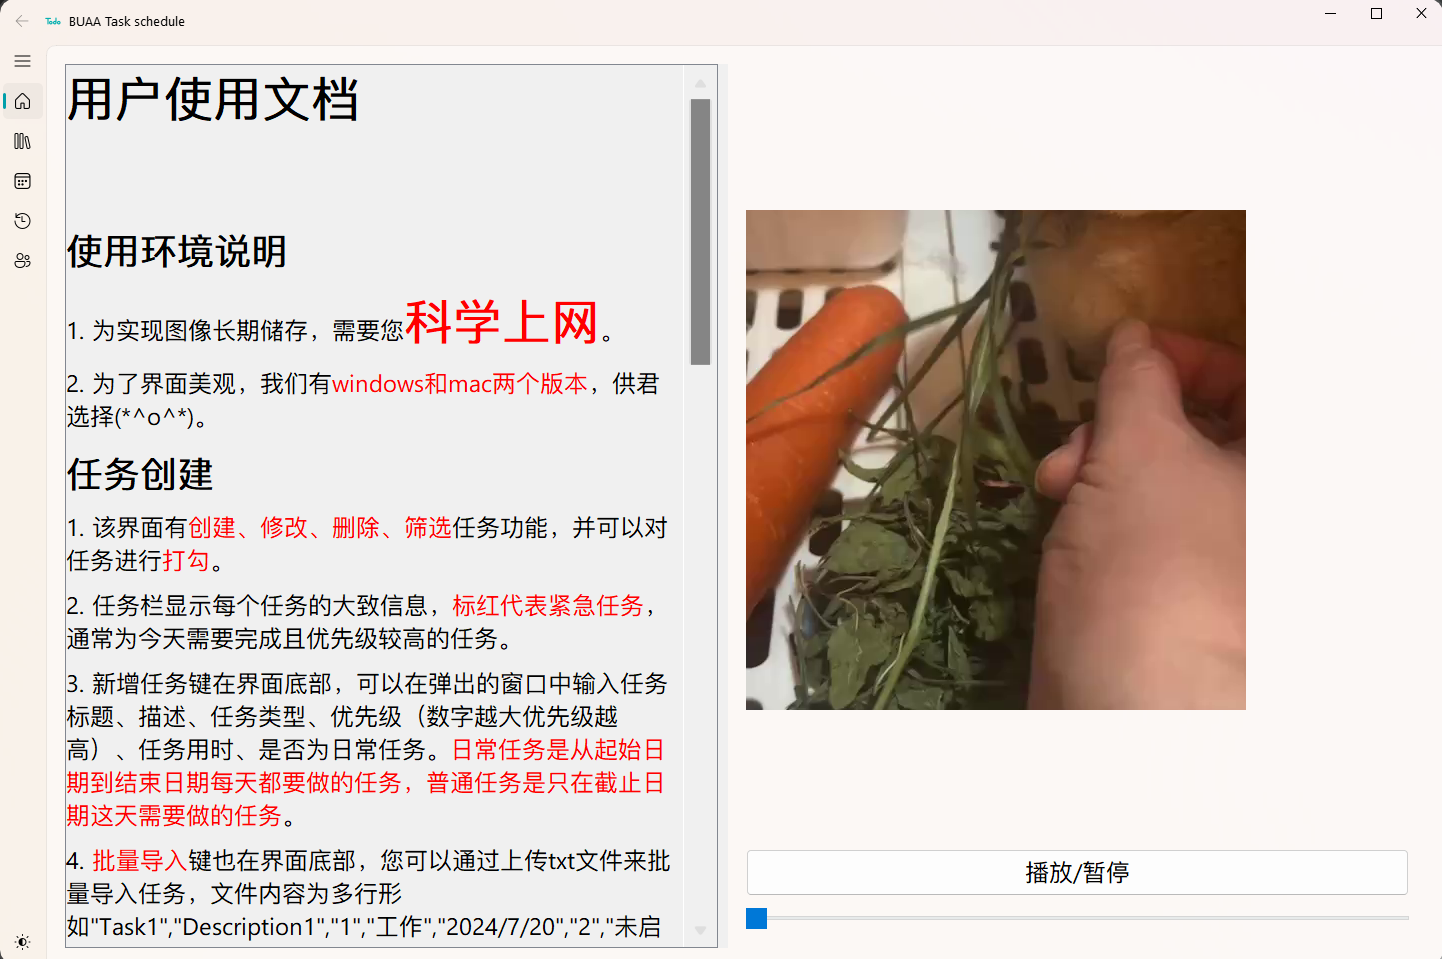 Todo BUAA Task schedule
用户使用文档
使用环境说明
1. 为实现图像长期储存，需要您科学上网。
2. 为了界面美观，我们有windows和mac两个版本，供君
选择(*^o^*)。
任务创建
1. 该界面有创建、修改、删除、筛选任务功能，并可以对
任务进行打勾。
2. 任务栏显示每个任务的大致信息，标红代表紧急任务，
通常为今天需要完成且优先级较高的任务。
3. 新增任务键在界面底部，可以在弹出的窗口中输入任务
标题、描述、任务类型、优先级（数字越大优先级越
高）、任务用时、是否为日常任务。日常任务是从起始日
期到结束日期每天都要做的任务，普通任务是只在截止日
期这天需要做的任务。
4. 批量导入键也在界面底部，您可以通过上传txt文件来批
量导入任务，文件内容为多行形
如"Task1","Description1","1","工作","2024/7/20","2","未启
播放/暂停